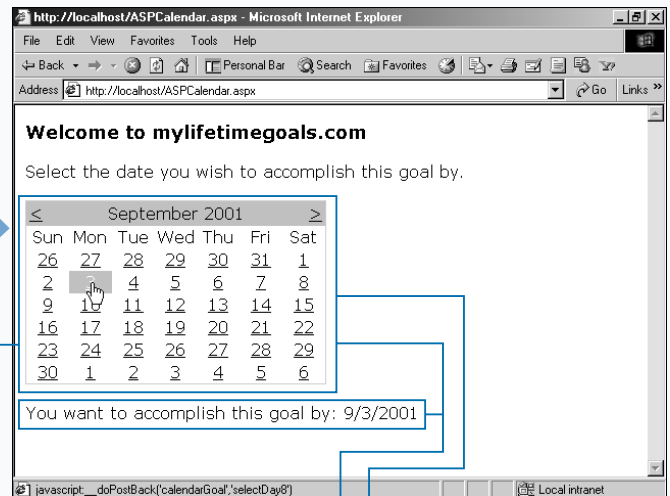 http://localhost/ASPCalendar.aspx - Microsoft Internet Explorer
File Edit View Favorites Tools Help
Back Personal Bar Search Favorites
Address http://localhost/ASPCalendar.aspx Go Links »
Welcome to mylifetimegoals.com
Select the date you wish to accomplish this goal by.
< September 2001 >
Sun Mon Tue Wed Thu Fri Sat
26 27 28 29 30 31 1
2 3 4 5 6 7 8
9 10 11 12 13 14 15
16 17 18 19 20 21 22
23 24 25 26 27 28 29
30 1 2 3 4 5 6
You want to accomplish this goal by: 9/3/2001
javascript:__doPostBack('calendarGoal','selectDay8') Local intranet